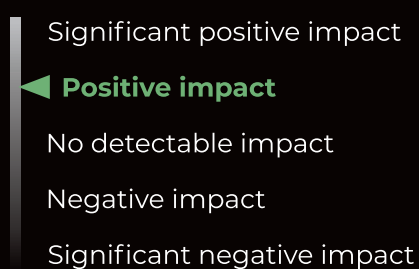 Significant positive impact
Positive impact
No detectable impact
Negative impact
Significant negative impact